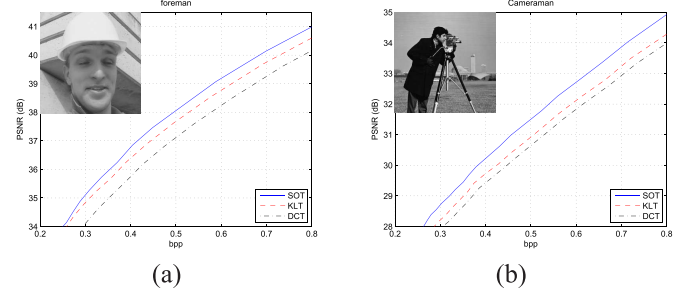 foreman
41
40
39
38
37
36
35
34
PSNR (dB)
0.2 0.3 0.4 0.5 0.6 0.7 0.8
bpp
SOT
KLT
DCT
(a)
Cameraman
35
34
33
32
31
30
29
28
PSNR (dB)
0.2 0.3 0.4 0.5 0.6 0.7 0.8
bpp
SOT
KLT
DCT
(b)